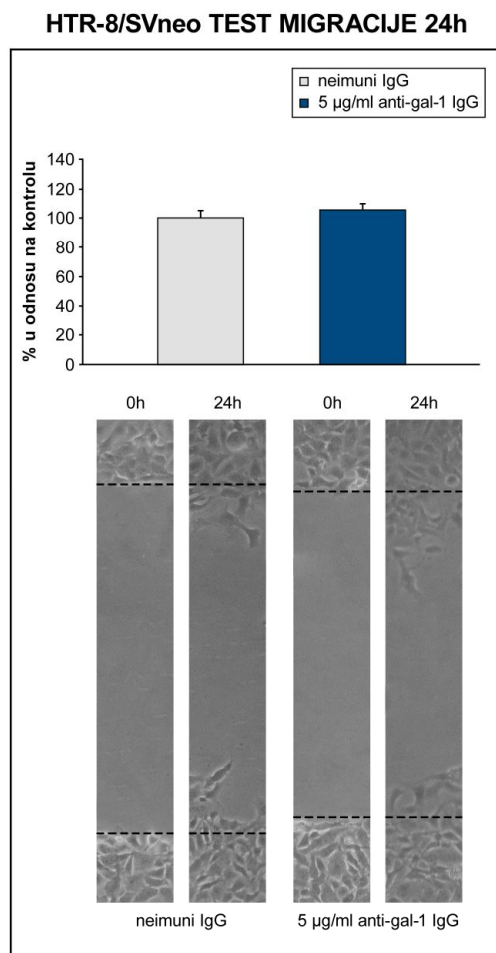 HTR-8/SVneo TEST MIGRACIJE 24h
neimuni IgG
5 µg/ml anti-gal-1 IgG
% u odnosu na kontrolu
140
120
100
80
60
40
20
0
0h 24h 0h 24h
neimuni IgG 5 µg/ml anti-gal-1 IgG